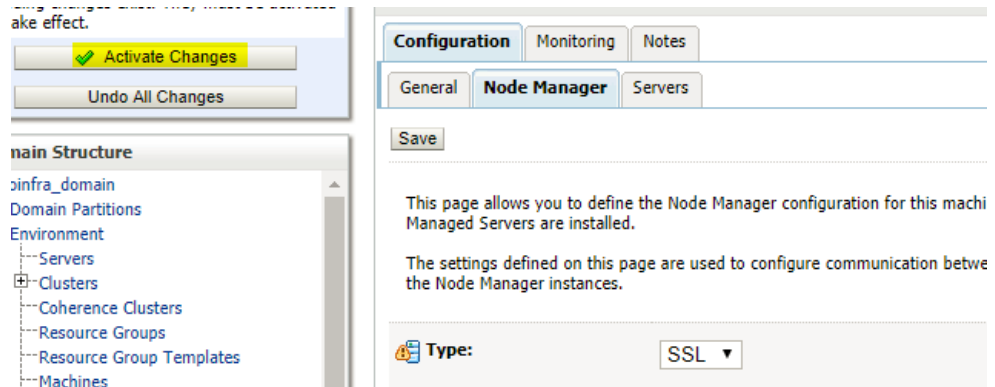 ake effect.
Activate Changes
Undo All Changes
main Structure
oinfra_domain
Domain Partitions
Environment
Servers
Clusters
Coherence Clusters
Resource Groups
Resource Group Templates
Machines
Configuration Monitoring Notes
General Node Manager Servers
Save
This page allows you to define the Node Manager configuration for this machi
Managed Servers are installed.
The settings defined on this page are used to configure communication betwe
the Node Manager instances.
Type: SSL